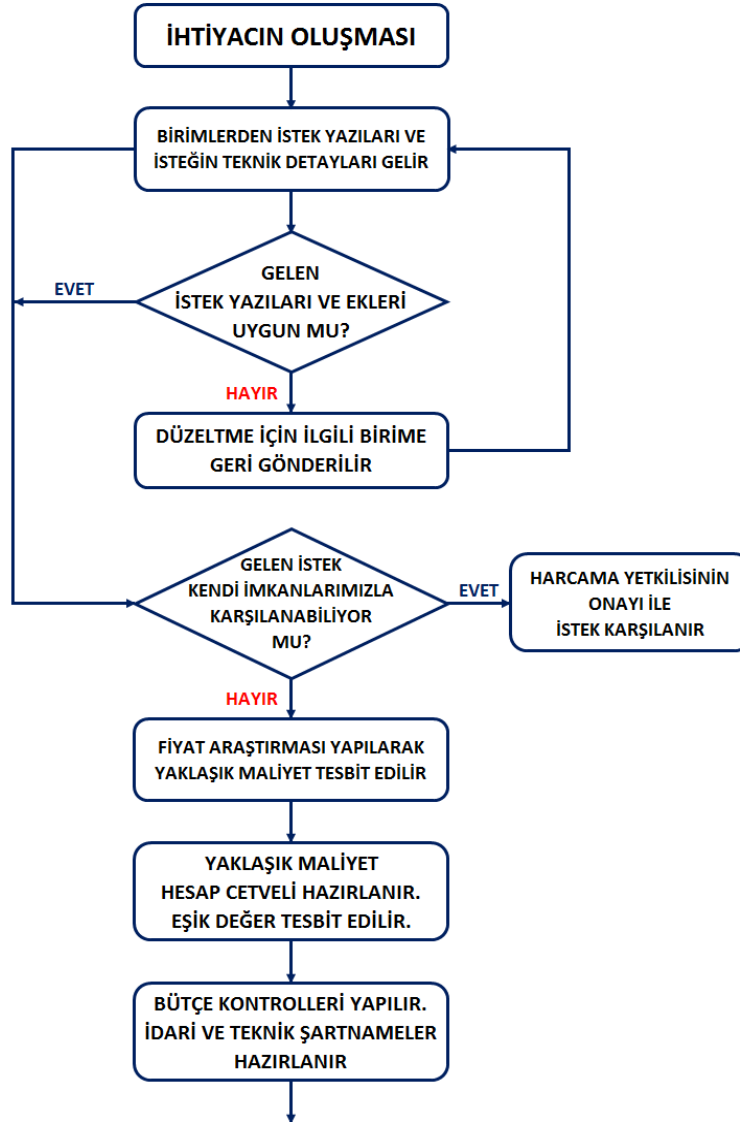 İHTİYACIN OLUŞMASI
BİRİMLERDEN İSTEK YAZILARI VE
İSTEĞİN TEKNİK DETAYLARI GELİR
GELEN
İSTEK YAZILARI VE EKLERİ
UYGUN MU?
EVET
HAYIR
DÜZELTME İÇİN İLGİLİ BİRİME
GERİ GÖNDERİLİR
GELEN İSTEK
KENDİ İMKANLARIMIZLA
KARŞILANABİLİYOR
MU?
EVET
HARCAMA YETKİLİSİNİN
ONAYI İLE
İSTEK KARŞILANIR
HAYIR
FİYAT ARAŞTIRMASI YAPILARAK
YAKLAŞIK MALİYET TESBİT EDİLİR
YAKLAŞIK MALİYET
HESAP CETVELİ HAZIRLANIR.
EŞİK DEĞER TESBİT EDİLİR.
BÜTÇE KONTROLLERİ YAPILIR.
İDARİ VE TEKNİK ŞARTNAMELER
HAZIRLANIR